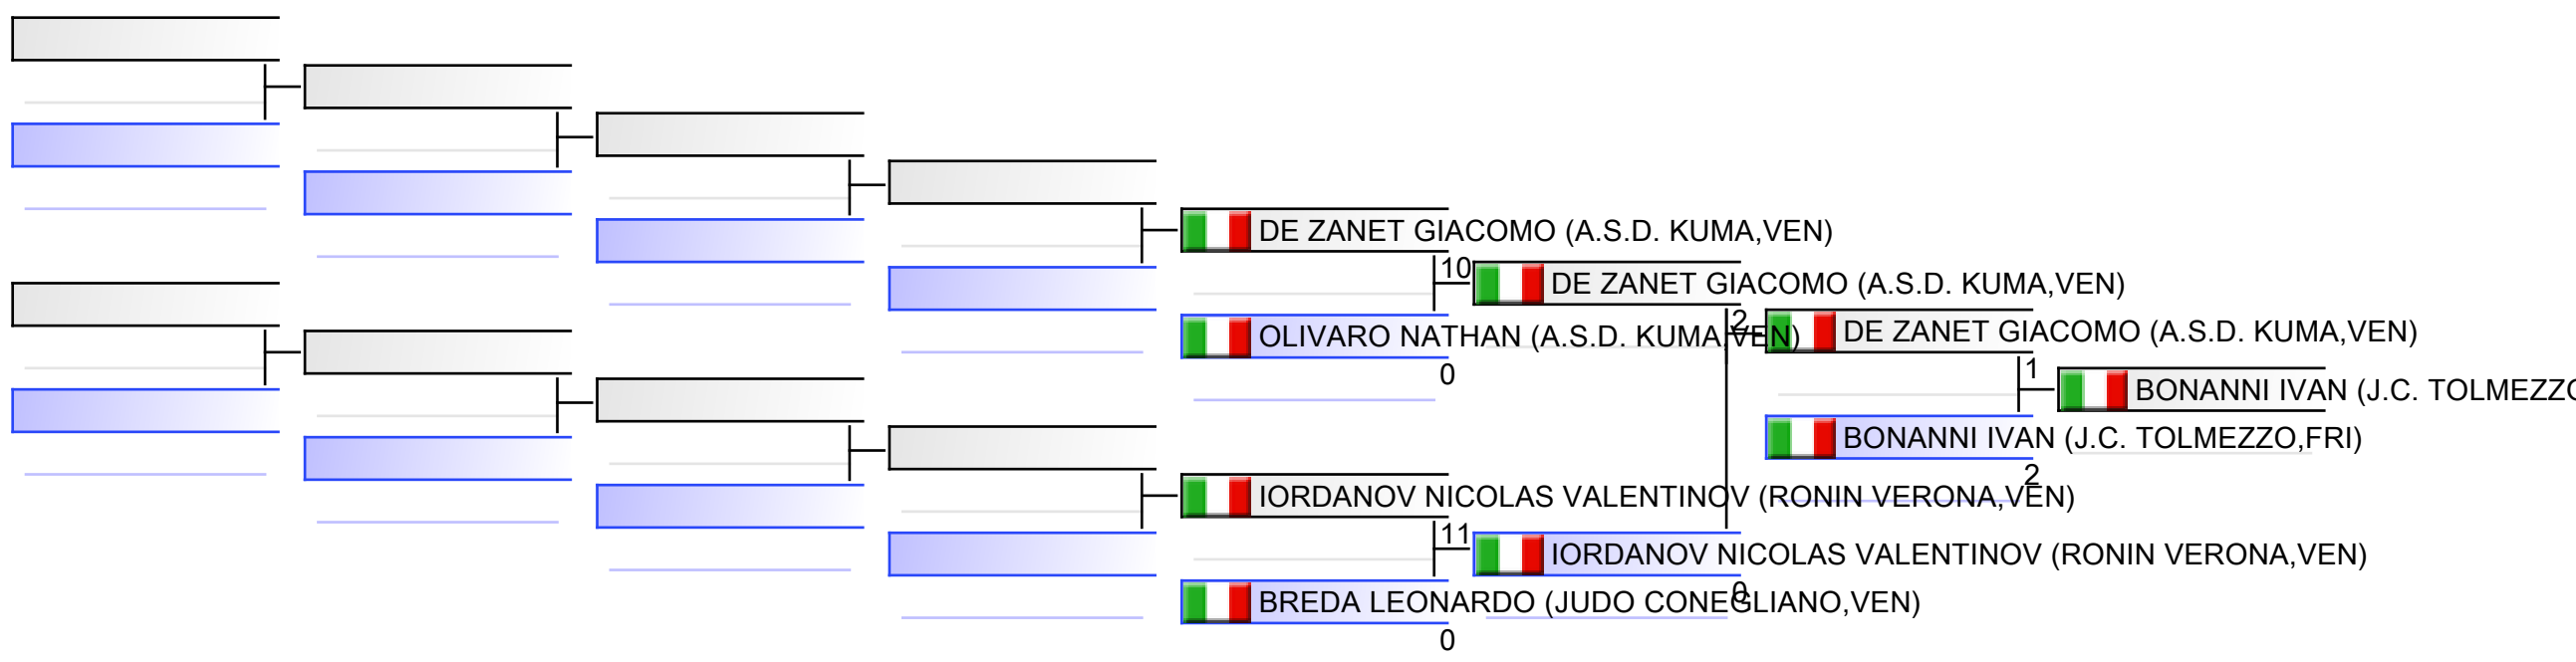 DE ZANET GIACOMO (A.S.D. KUMA,VEN)
10
DE ZANET GIACOMO (A.S.D. KUMA,VEN)
OLIVARO NATHAN (A.S.D. KUMA,VEN)
2
DE ZANET GIACOMO (A.S.D. KUMA,VEN)
0
1
BONANNI IVAN (J.C. TOLMEZZO
BONANNI IVAN (J.C. TOLMEZZO,FRI)
2
IORDANOV NICOLAS VALENTINOV (RONIN VERONA,VEN)
11
IORDANOV NICOLAS VALENTINOV (RONIN VERONA,VEN)
0
BREDA LEONARDO (JUDO CONEGLIANO,VEN)
0